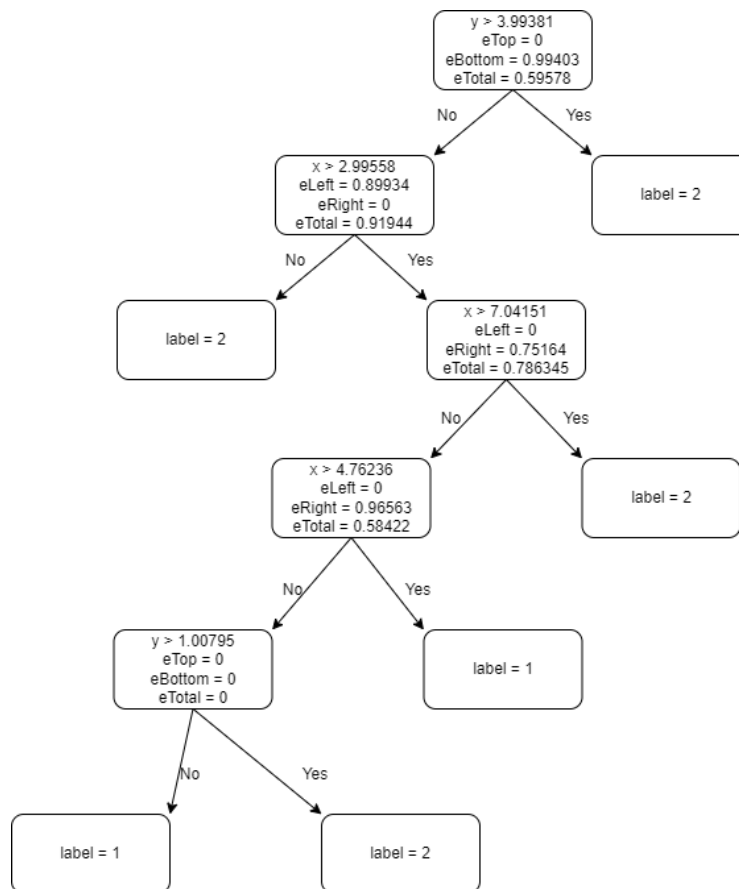 y > 3.99381
eTop = 0
eBottom = 0.99403
eTotal = 0.59578
No
Yes
x > 2.99558
eLeft = 0.89934
eRight = 0
eTotal = 0.91944
label = 2
No
Yes
label = 2
x > 7.04151
eLeft = 0
eRight = 0.75164
eTotal = 0.786345
No
Yes
x > 4.76236
eLeft = 0
eRight = 0.96563
eTotal = 0.58422
label = 2
No
Yes
y > 1.00795
eTop = 0
eBottom = 0
eTotal = 0
label = 1
No
Yes
label = 1
label = 2